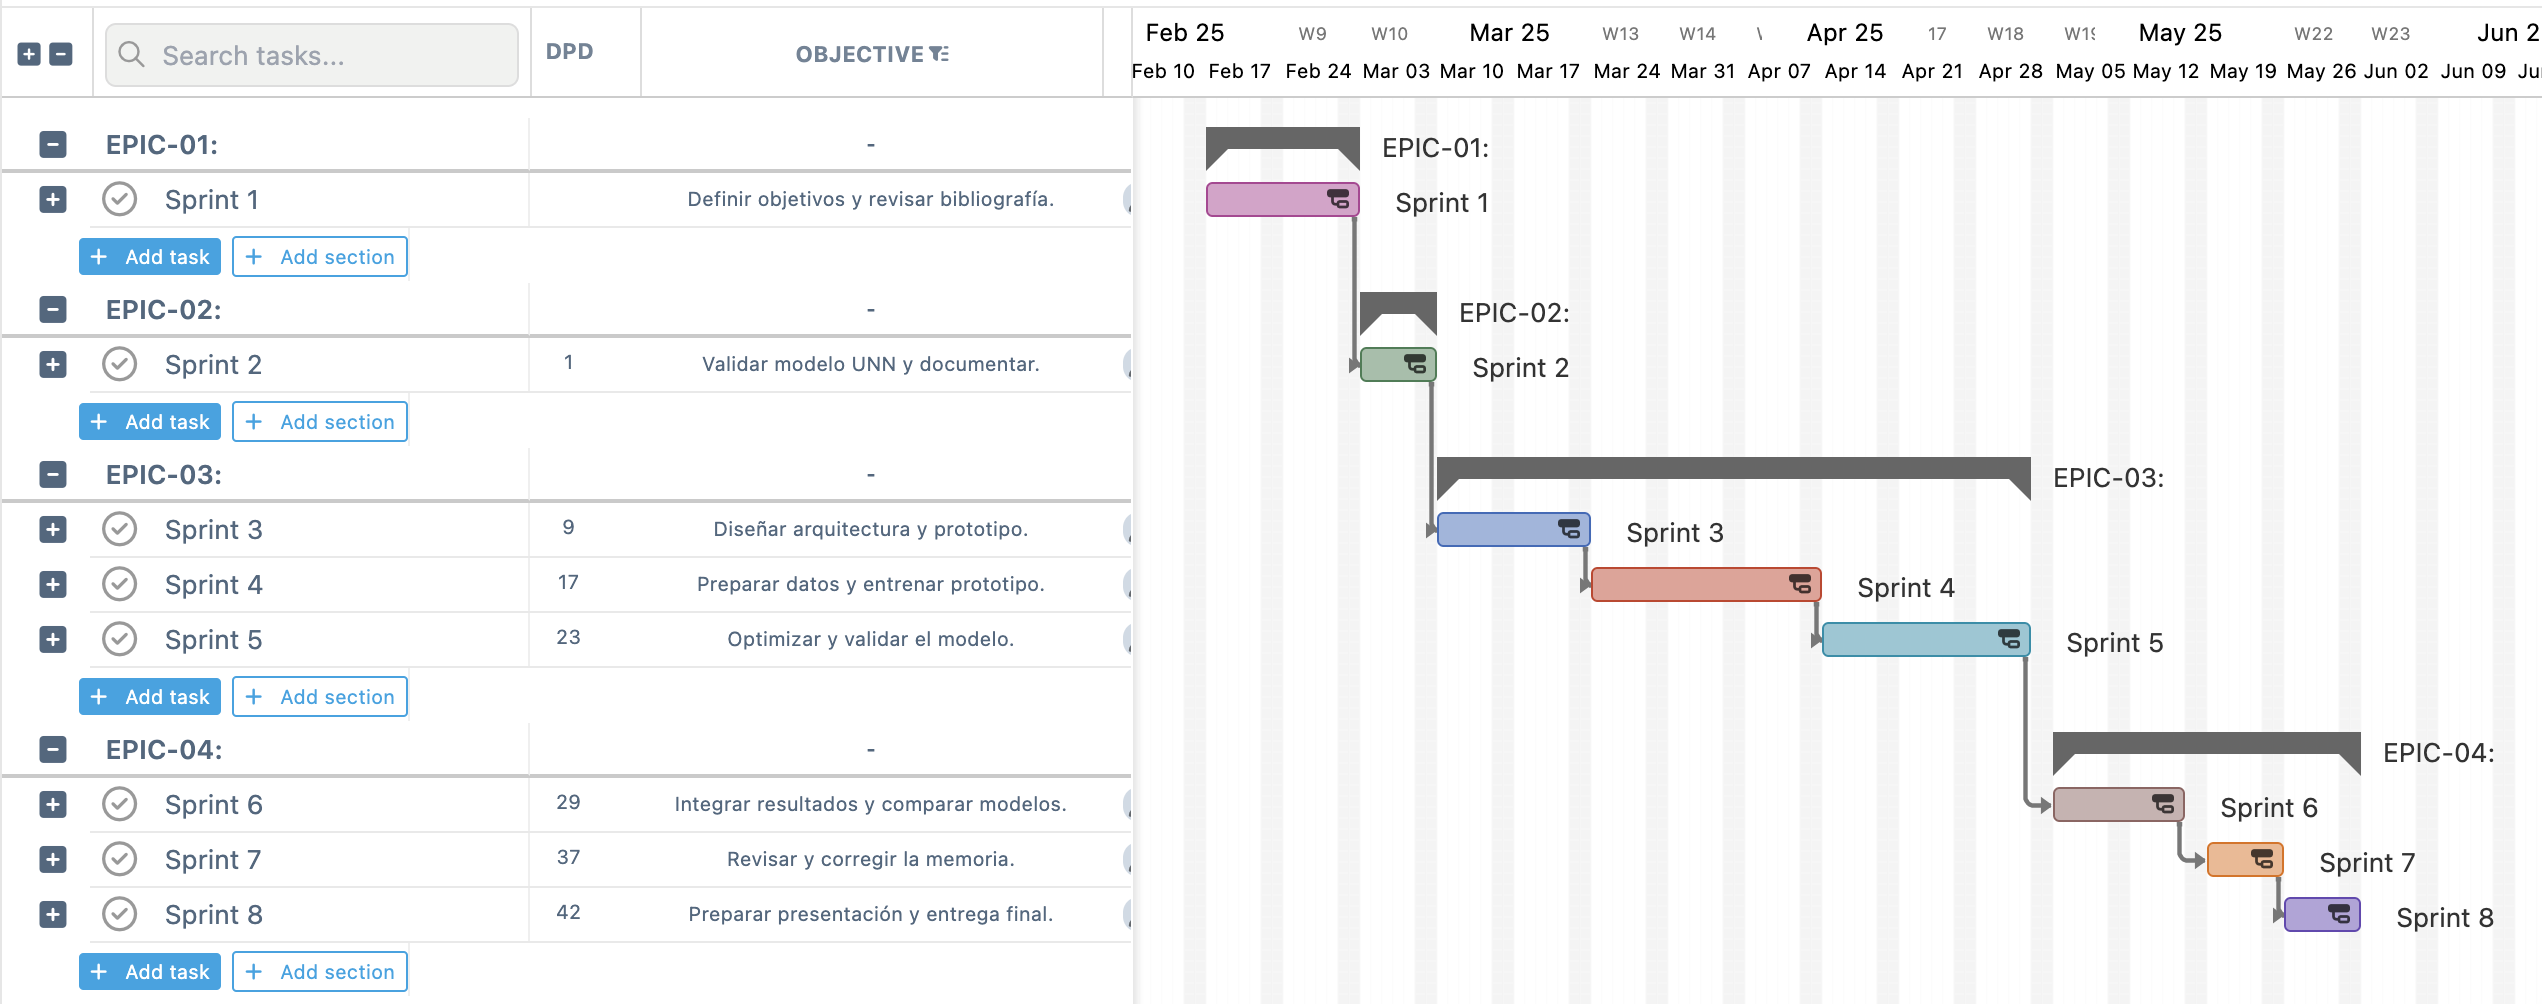 Feb 25 W9 W10 Mar 25 W13 W14 Apr 25 17 W18 May 25 W22 W23
Search tasks... DPD OBJECTIVE
Feb 10 Feb 17 Feb 24 Mar 03 Mar 10 Mar 17 Mar 24 Mar 31 Apr 07 Apr 14 Apr 21 Apr 28 May 05 May 12 May 19 May 26 Jun 02 Jun 09
EPIC-01: - EPIC-01:
Sprint 1 Definir objetivos y revisar bibliografía. Sprint 1
+ Add task + Add section
EPIC-02: - EPIC-02:
Sprint 2 1 Validar modelo UNN y documentar. Sprint 2
+ Add task + Add section
EPIC-03: - EPIC-03:
Sprint 3 9 Diseñar arquitectura y prototipo. Sprint 3
Sprint 4 17 Preparar datos y entrenar prototipo. Sprint 4
Sprint 5 23 Optimizar y validar el modelo. Sprint 5
+ Add task + Add section
EPIC-04: - EPIC-04:
Sprint 6 29 Integrar resultados y comparar modelos. Sprint 6
Sprint 7 37 Revisar y corregir la memoria. Sprint 7
Sprint 8 42 Preparar presentación y entrega final. Sprint 8
+ Add task + Add section